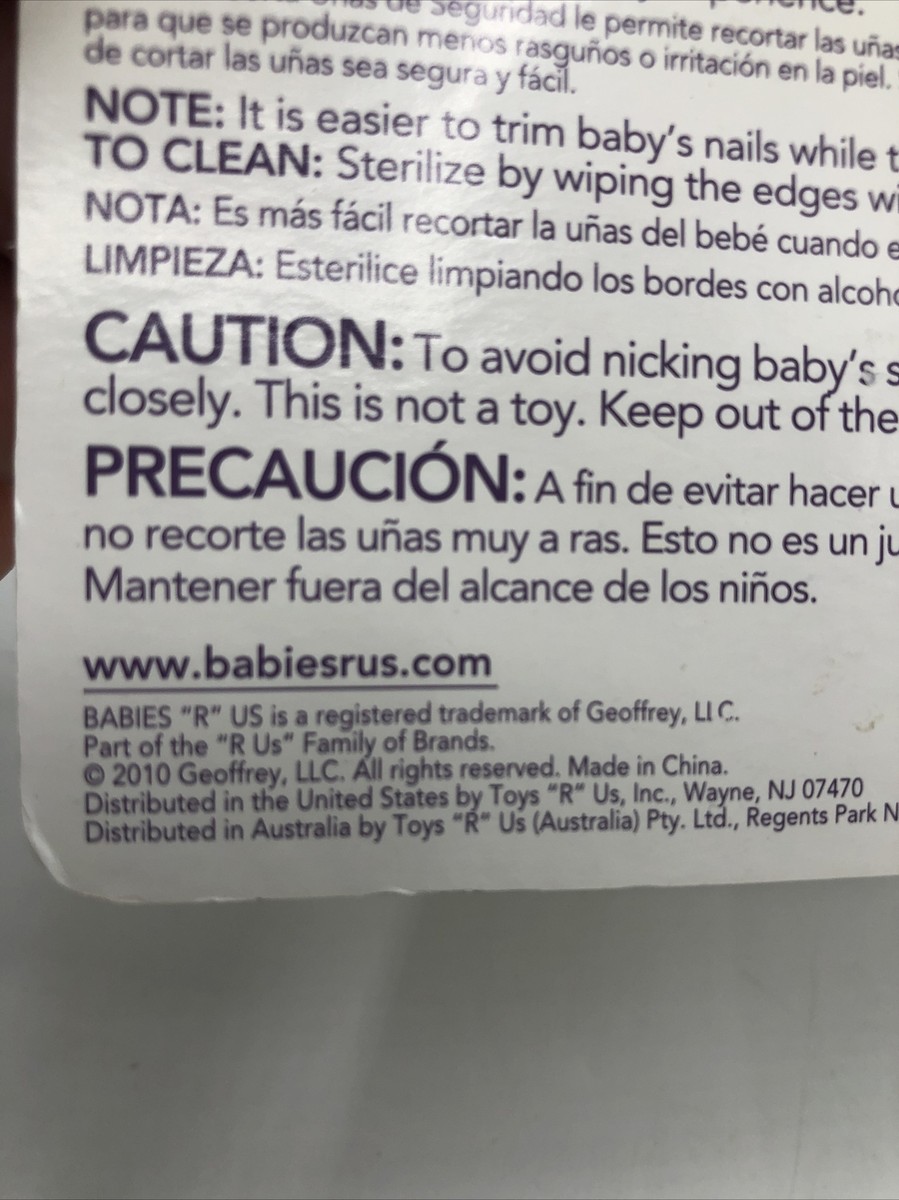 de Seguridad le permite recortar las uñas
para que se produzcan menos rasguños o irritación en la piel.
de cortar las uñas sea segura y fácil.
NOTE: It is easier to trim baby's nails while
TO CLEAN: Sterilize by wiping the edges
NOTA: Es más fácil recortar la uñas del bebé cuando
LIMPIEZA: Esterilice limpiando los bordes con
CAUTION: To avoid nicking baby's
closely. This is not a toy. Keep out of the
PRECAUCIÓN: A fin de evitar hacer
no recorte las uñas muy a ras. Esto no es un
Mantener fuera del alcance de los niños.
www.babiesrus.com
BABIES "R" US is a registered trademark of Geoffrey, LLC.
Part of the "R Us" Family of Brands.
© 2010 Geoffrey, LLC. All rights reserved. Made in China.
Distributed in the United States by Toys "R" Us, Inc., Wayne, NJ 07470
Distributed in Australia by Toys "R" Us (Australia) Pty. Ltd., Regents Park